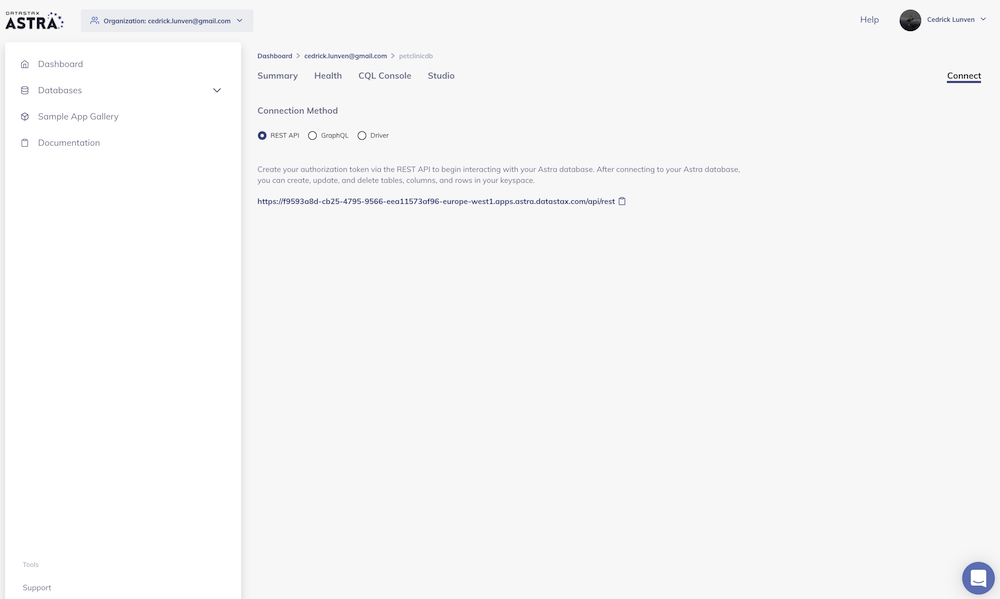 DATASTAX
ASTRA
Organization: cedrick.lunven@gmail.com
Help
Cedrick Lunven
Dashboard
Databases
Sample App Gallery
Documentation
Tools
Support
Dashboard > cedrick.lunven@gmail.com > petclinicdb
Summary Health CQL Console Studio Connect
Connection Method
REST API GraphQL Driver
Create your authorization token via the REST API to begin interacting with your Astra database. After connecting to your Astra database,
you can create, update, and delete tables, columns, and rows in your keyspace.
https://f9593a8d-cb25-4795-9566-eea11573af96-europe-west1.apps.astra.datastax.com/api/rest